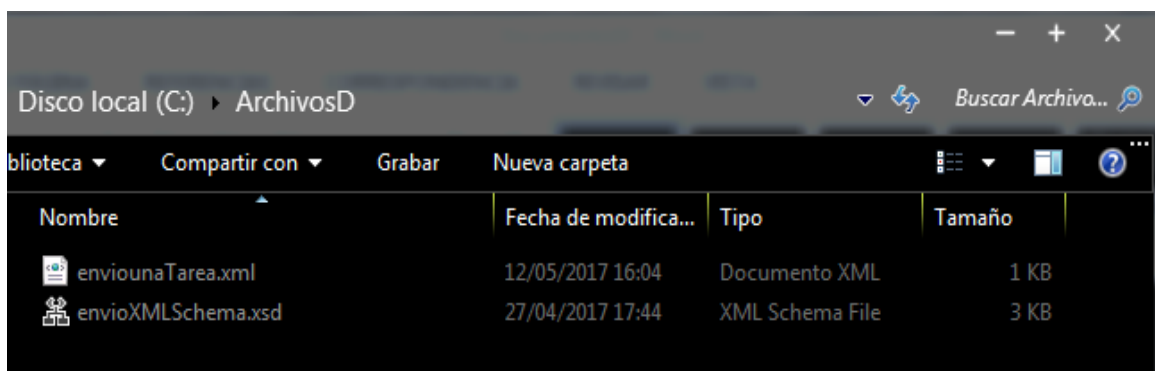 Disco local (C:) ArchivosD Buscar Archivo...
blioteca Compartir con Grabar Nueva carpeta
Nombre Fecha de modifica... Tipo Tamaño
enviounaTarea.xml 12/05/2017 16:04 Documento XML 1 KB
envioXMLSchema.xsd 27/04/2017 17:44 XML Schema File 3 KB